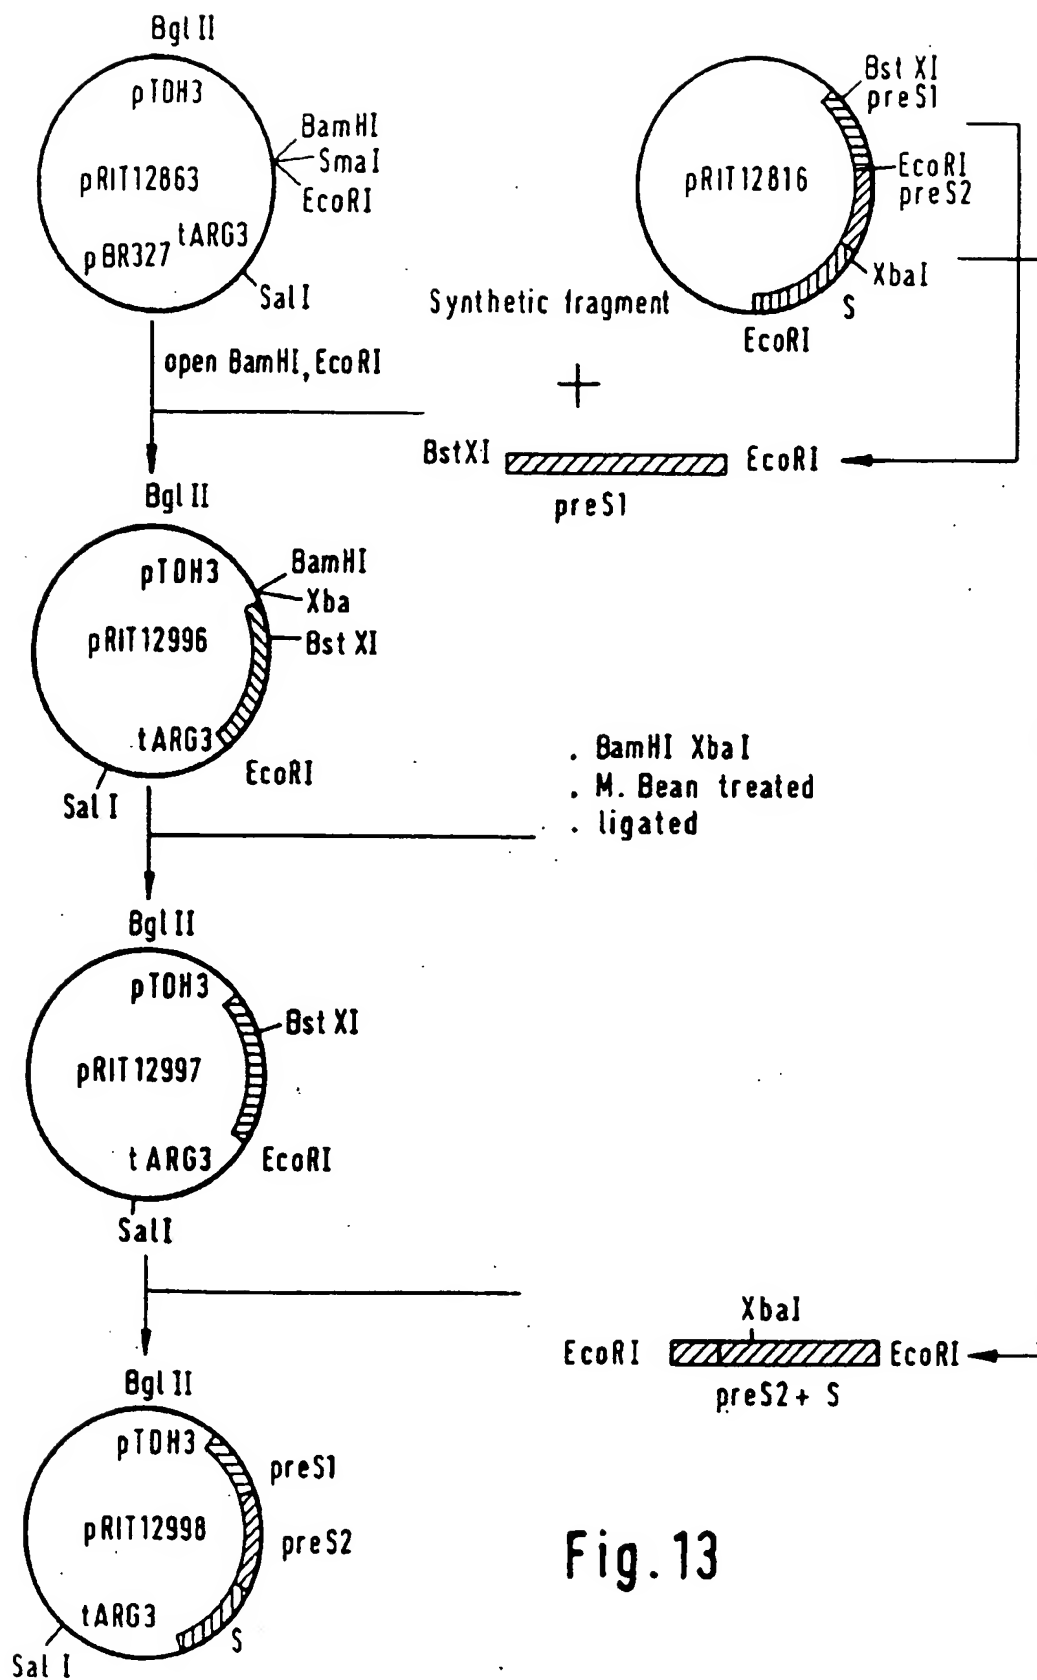 Bgl II
pTDH3
BamHI
SmaI
EcoRI
pRIT12863
tARG3
pBR327
Sal I
Bst XI
preS1
EcoRI
preS2
pRIT12816
XbaI
S
EcoRI
Synthetic fragment
+
open BamHI, EcoRI
BstXI
EcoRI
preS1
Bgl II
pTDH3
BamHI
Xba
Bst XI
pRIT12996
tARG3
EcoRI
Sal I
. BamHI XbaI
. M. Bean treated
. ligated
Bgl II
pTDH3
Bst XI
pRIT12997
tARG3
EcoRI
SalI
XbaI
EcoRI
EcoRI
preS2+ S
Bgl II
pTDH3
preS1
pRIT12998
preS2
tARG3
S
Sal I
Fig. 13